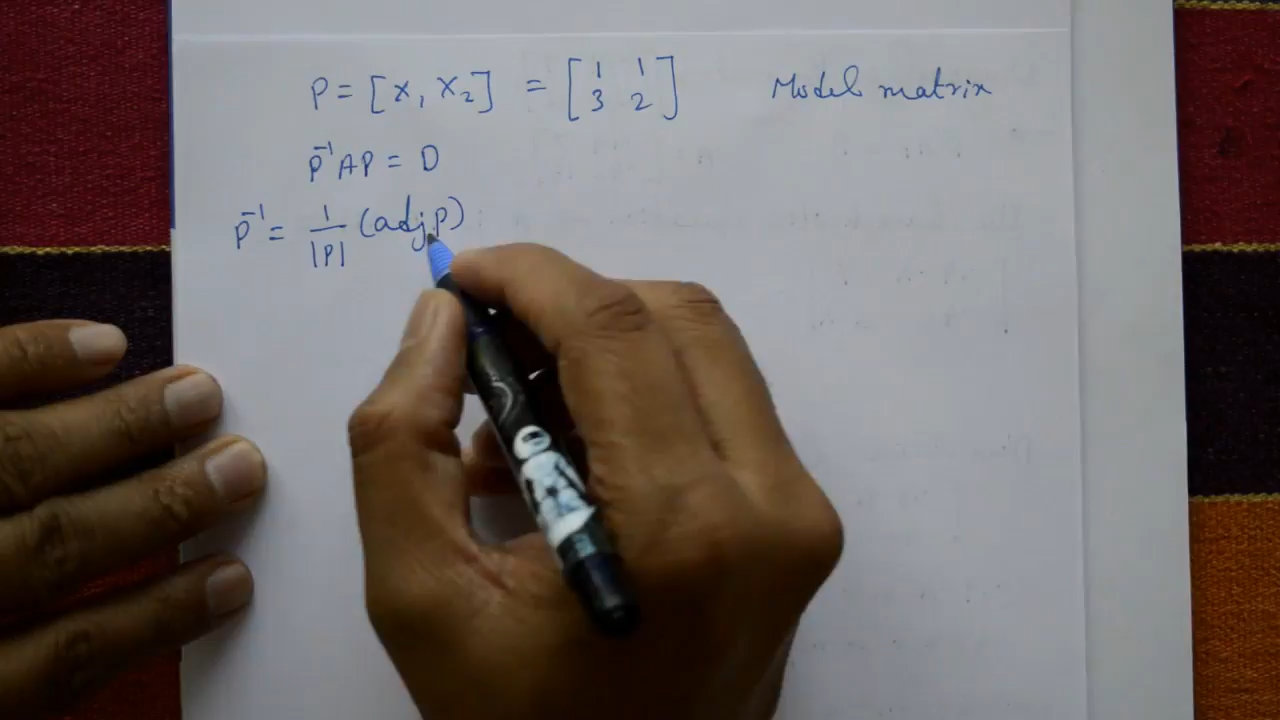 P = [x₁ x₂] = [1 1; 3 2] Model matrix
P⁻¹AP = D
P⁻¹ = 1/|P| (adj P)